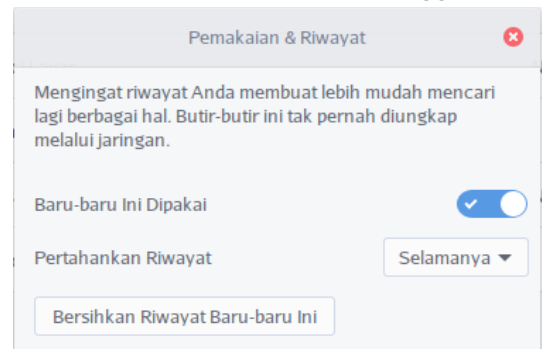 Pemakaian & Riwayat
Mengingat riwayat Anda membuat lebih mudah mencari
lagi berbagai hal. Butir-butir ini tak pernah diungkap
melalui jaringan.
Baru-baru Ini Dipakai
Pertahankan Riwayat
Selamanya
Bersihkan Riwayat Baru-baru Ini